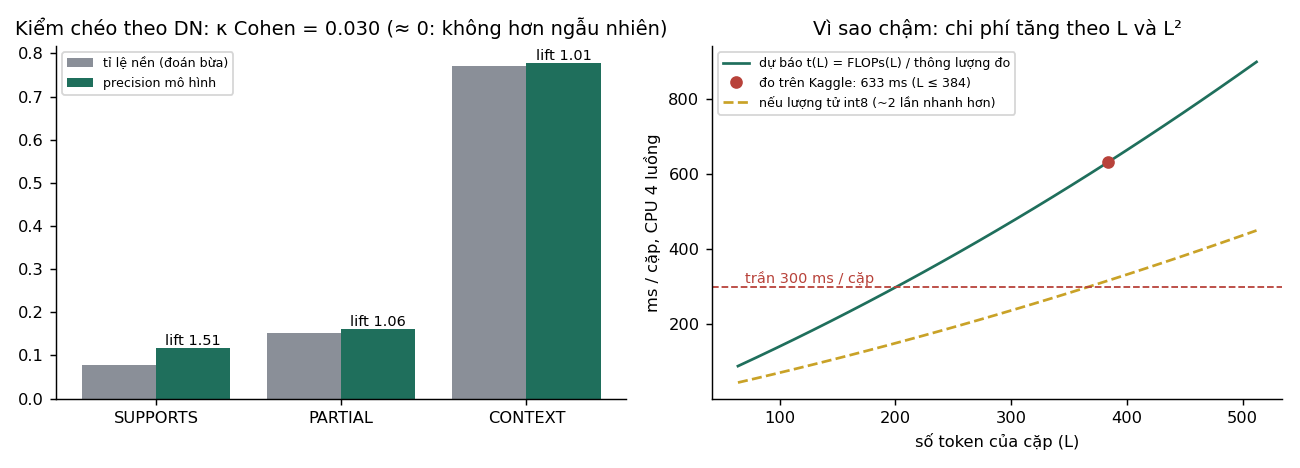 Kiểm chéo theo DN: κ Cohen = 0.030 (≈ 0: không hơn ngẫu nhiên)
tỉ lệ nền (đoán bừa)
precision mô hình
0.8
0.7
0.6
0.5
0.4
0.3
0.2
0.1
0.0
lift 1.51
lift 1.06
lift 1.01
SUPPORTS
PARTIAL
CONTEXT
Vì sao chậm: chi phí tăng theo L và L²
dự báo t(L) = FLOPs(L) / thông lượng đo
đo trên Kaggle: 633 ms (L ≤ 384)
nếu lượng tử int8 (~2 lần nhanh hơn)
ms / cặp, CPU 4 luồng
800
600
400
200
trần 300 ms / cặp
100
200
300
400
500
số token của cặp (L)